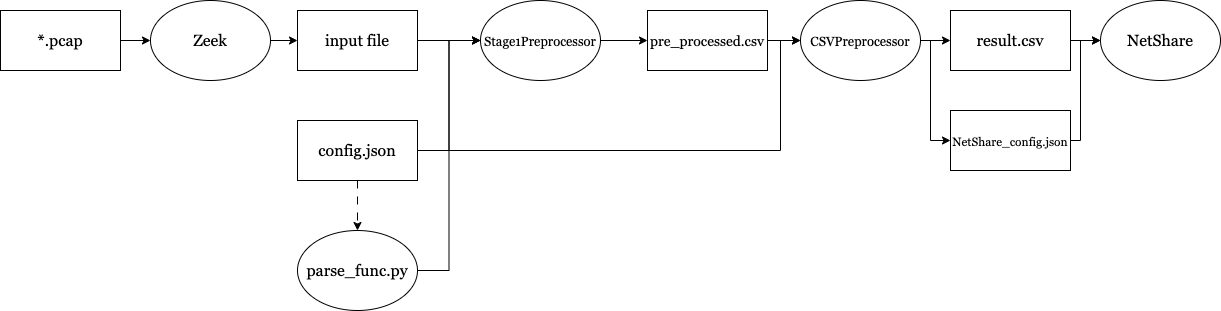 *.pcap
Zeek
input file
Stage1Preprocessor
pre_processed.csv
CSVPreprocessor
result.csv
NetShare
config.json
NetShare_config.json
parse_func.py